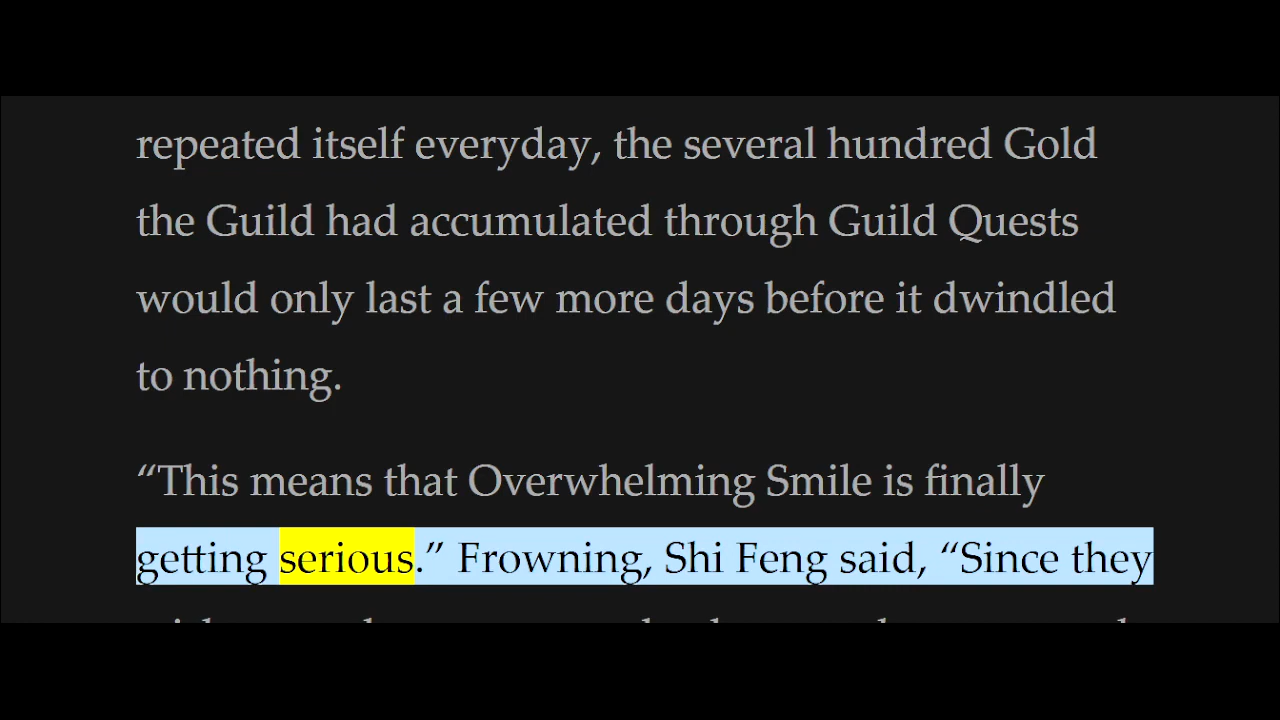 repeated itself everyday, the several hundred Gold
the Guild had accumulated through Guild Quests
would only last a few more days before it dwindled
to nothing.
“This means that Overwhelming Smile is finally
getting serious.” Frowning, Shi Feng said, “Since they